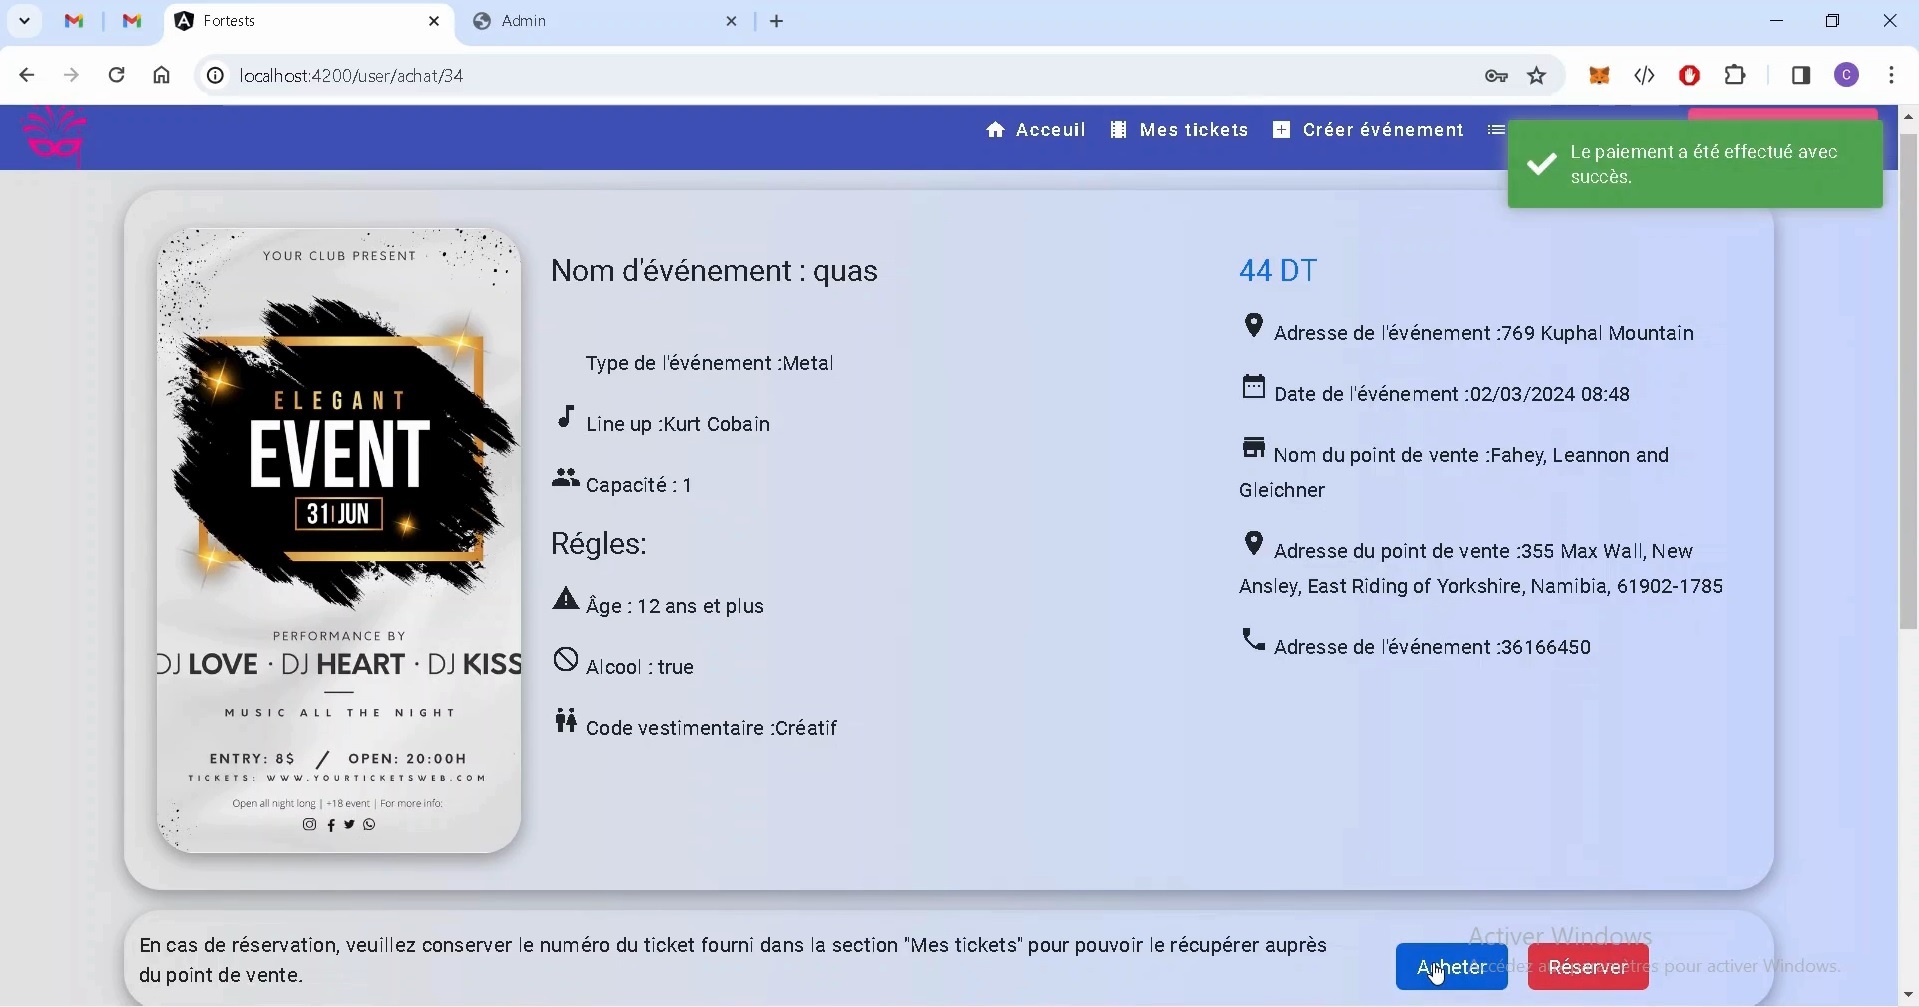 Fortests
Admin
localhost:4200/user/achat/34
C
Acceuil
Mes tickets
Créer événement
Le paiement a été effectué avec
succès.
YOUR CLUB PRESENT
ELEGANT
EVENT
31 JUN
PERFORMANCE BY
DJ LOVE · DJ HEART · DJ KISS
MUSIC ALL THE NIGHT
ENTRY: 8$ / OPEN: 20:00H
TICKETS: WWW.YOURTICKETSWEB.COM
Open all night long | +18 event | For more info:
Nom d'événement : quas
Type de l'événement :Metal
Line up :Kurt Cobain
Capacité : 1
Régles:
Âge : 12 ans et plus
Alcool : true
Code vestimentaire :Créatif
44 DT
Adresse de l'événement :769 Kuphal Mountain
Date de l'événement :02/03/2024 08:48
Nom du point de vente :Fahey, Leannon and
Gleichner
Adresse du point de vente :355 Max Wall, New
Ansley, East Riding of Yorkshire, Namibia, 61902-1785
Adresse de l'événement :36166450
En cas de réservation, veuillez conserver le numéro du ticket fourni dans la section "Mes tickets" pour pouvoir le récupérer auprès
du point de vente.
Acheter
Réserver
Activer Windows
Accédez aux paramètres pour activer Windows.